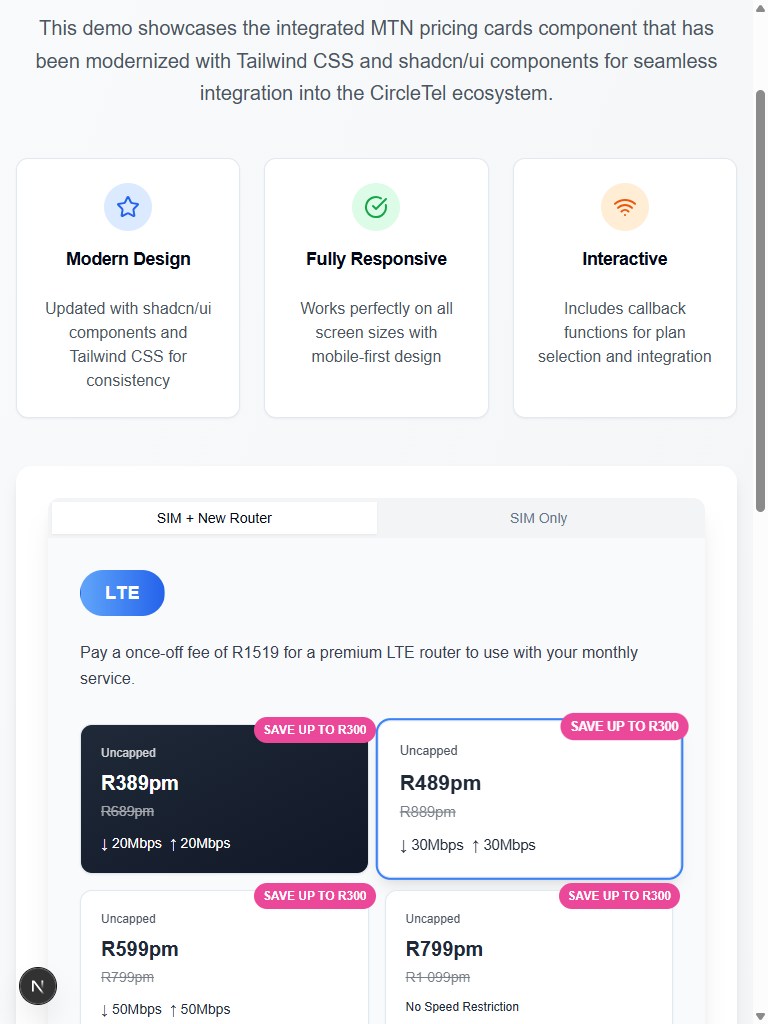 This demo showcases the integrated MTN pricing cards component that has
been modernized with Tailwind CSS and shadcn/ui components for seamless
integration into the CircleTel ecosystem.
Modern Design
Updated with shadcn/ui
components and
Tailwind CSS for
consistency
Fully Responsive
Works perfectly on all
screen sizes with
mobile-first design
Interactive
Includes callback
functions for plan
selection and integration
SIM + New Router
SIM Only
LTE
Pay a once-off fee of R1519 for a premium LTE router to use with your monthly
service.
SAVE UP TO R300
Uncapped
R389pm
R689pm
↓ 20Mbps ↑ 20Mbps
SAVE UP TO R300
Uncapped
R489pm
R889pm
↓ 30Mbps ↑ 30Mbps
SAVE UP TO R300
Uncapped
R599pm
R799pm
↓ 50Mbps ↑ 50Mbps
SAVE UP TO R300
Uncapped
R799pm
R1 099pm
No Speed Restriction
N